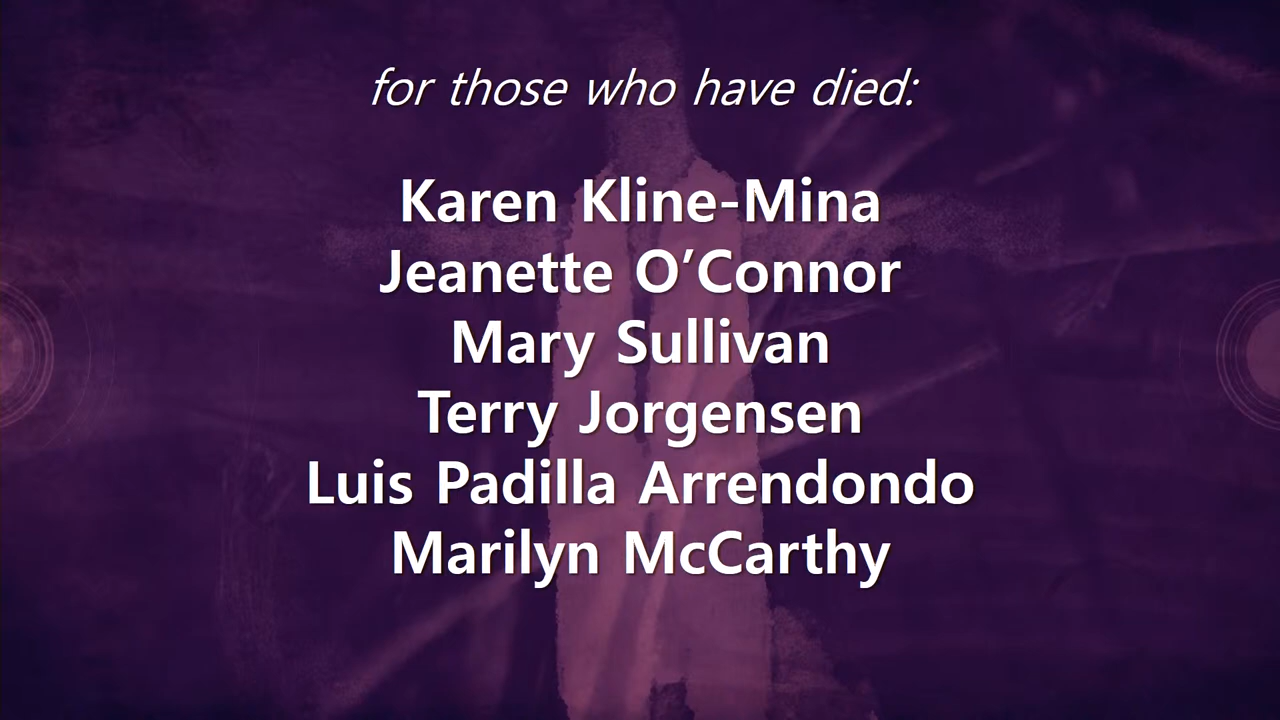 for those who have died:
Karen Kline-Mina
Jeanette O’Connor
Mary Sullivan
Terry Jorgensen
Luis Padilla Arrendondo
Marilyn McCarthy